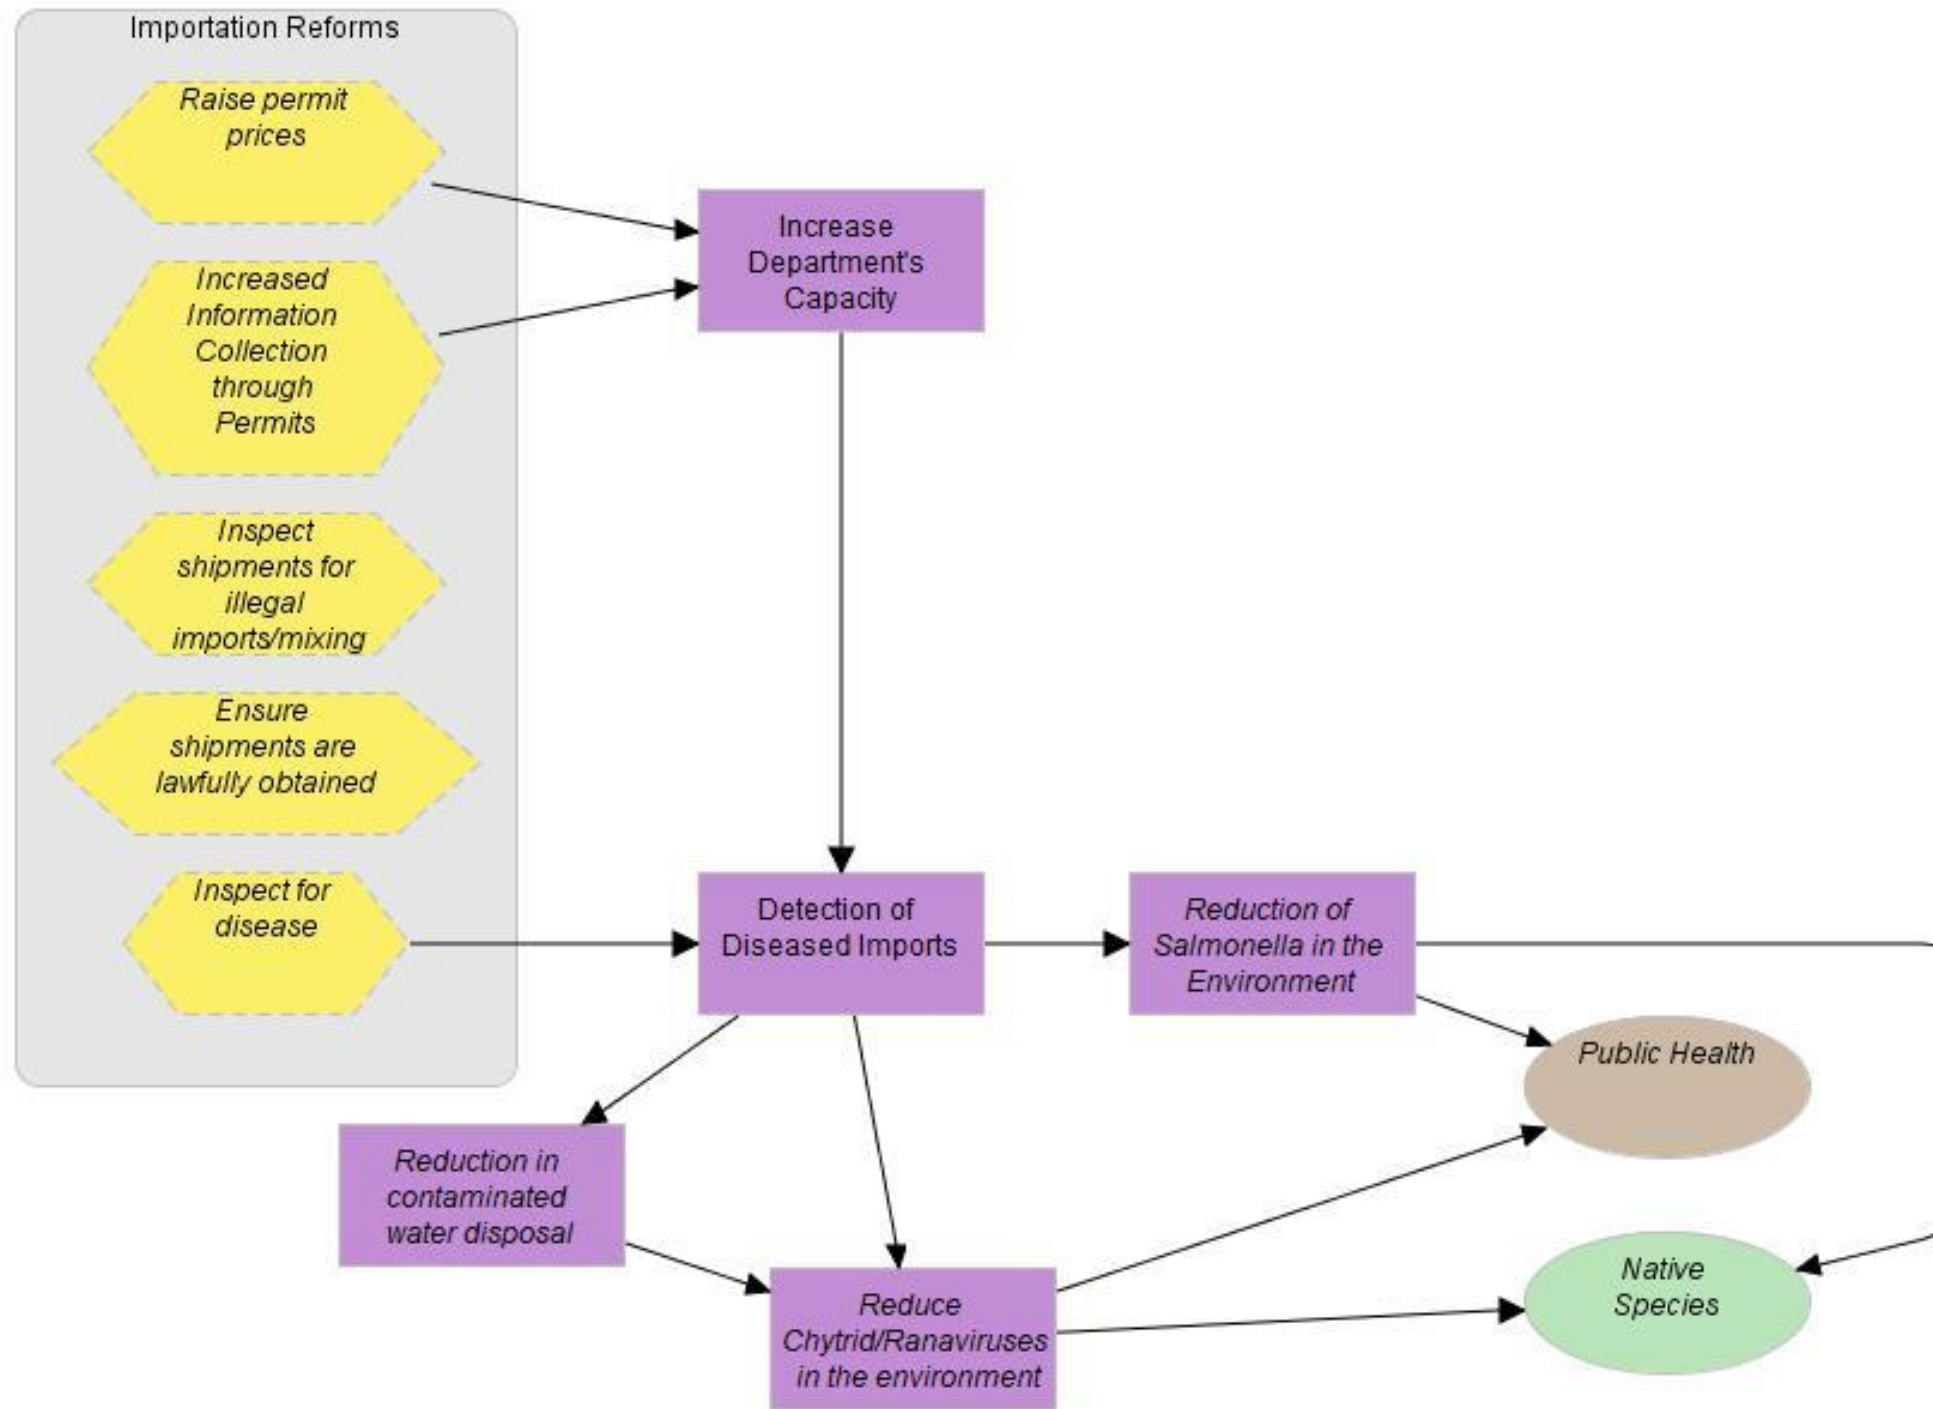 Importation Reforms
Raise permit
prices
Increased
Information
Collection
through
Permits
Inspect
shipments for
illegal
imports/mixing
Ensure
shipments are
lawfully obtained
Inspect for
disease
Increase
Department's
Capacity
Detection of
Diseased Imports
Reduction of
Salmonella in the
Environment
Public Health
Reduction in
contaminated
water disposal
Reduce
Chytrid/Ranaviruses
in the environment
Native
Species